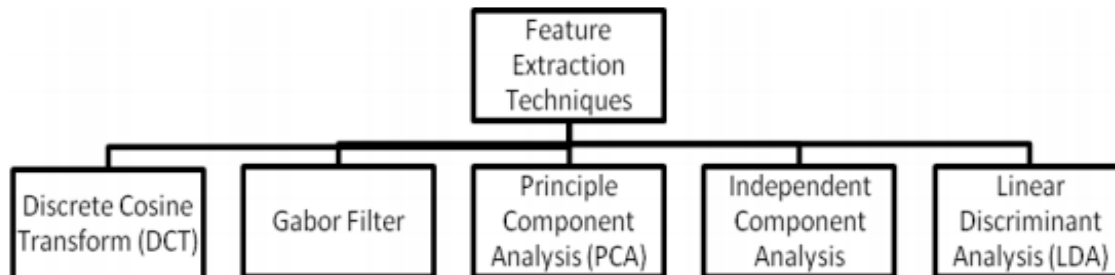 Feature
Extraction
Techniques
Discrete Cosine
Transform (DCT)
Gabor Filter
Principle
Component
Analysis (PCA)
Independent
Component
Analysis
Linear
Discriminant
Analysis (LDA)